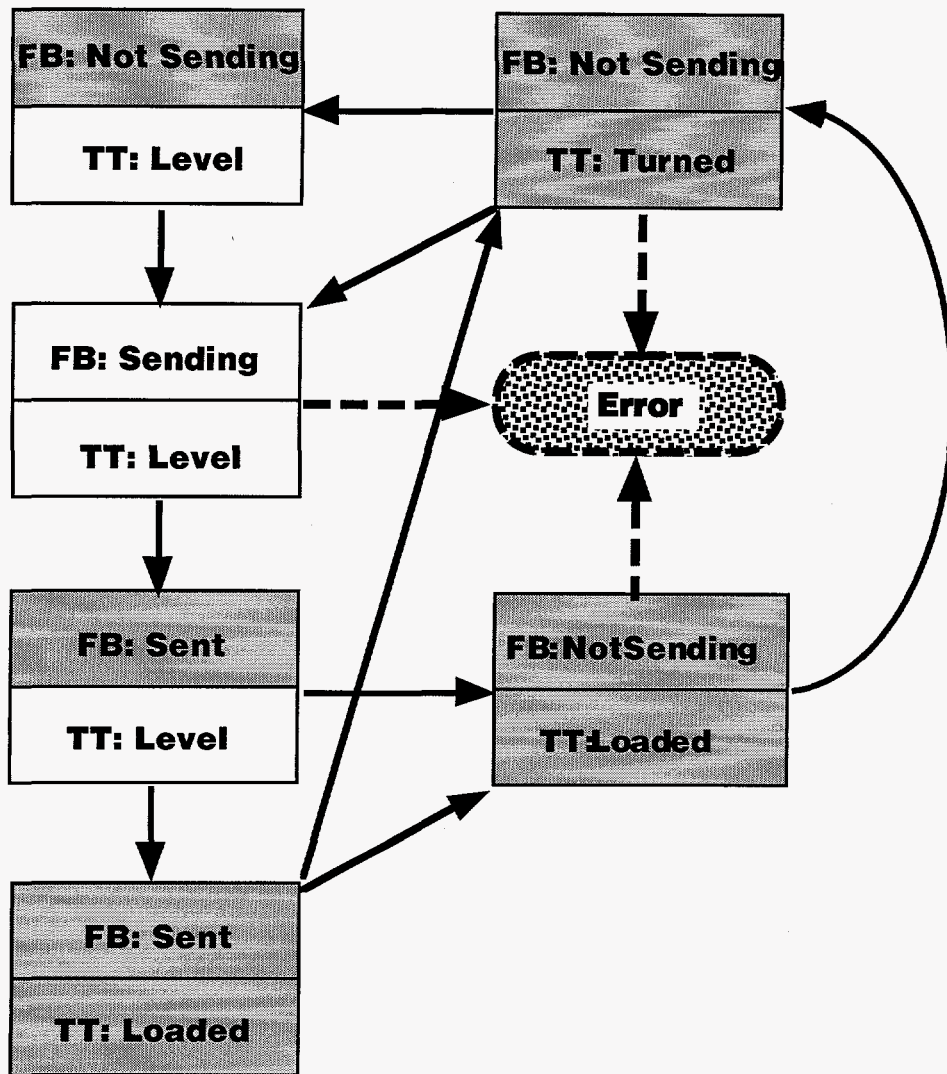 FB: Not Sending
TT: Level
FB: Not Sending
TT: Turned
FB: Sending
TT: Level
Error
FB: Sent
TT: Level
FB:NotSending
TT:Loaded
FB: Sent
TT: Loaded